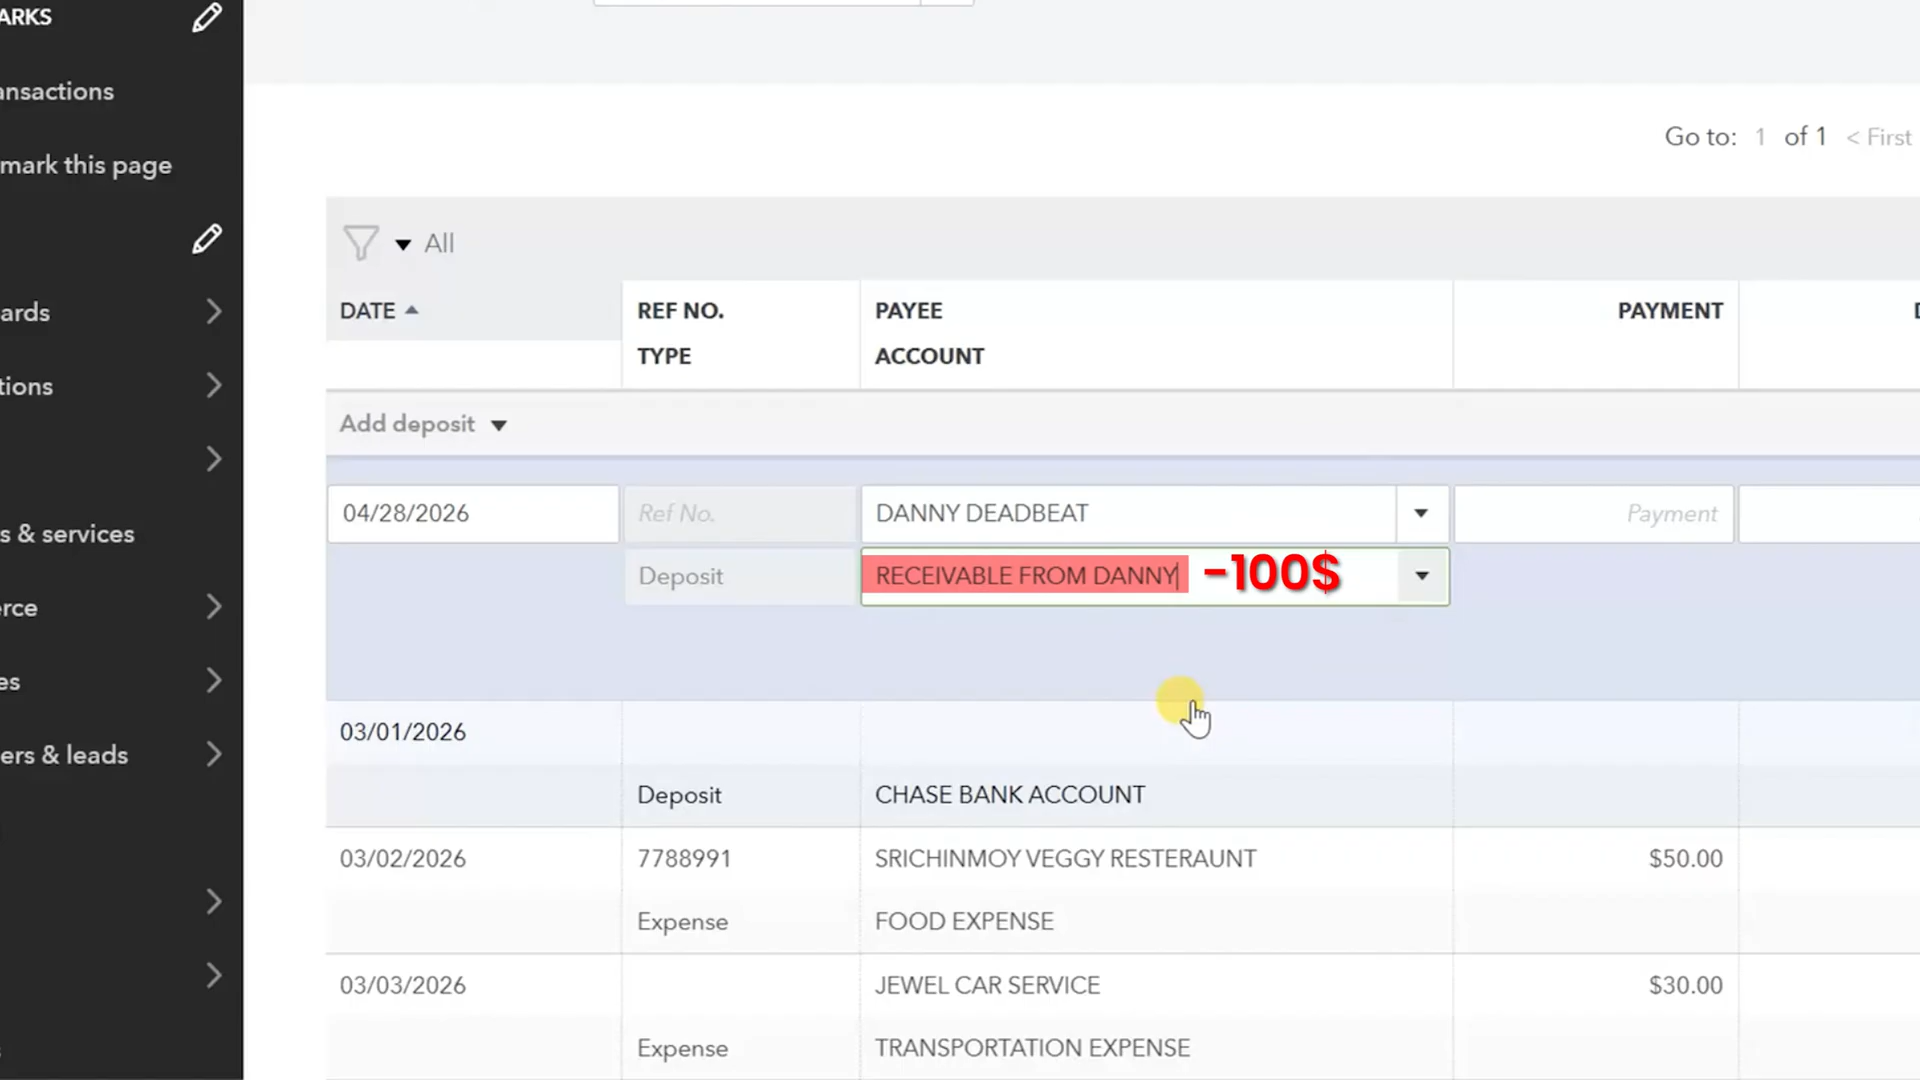 ARKS
ansactions
mark this page
ards
tions
s & services
rce
es
ers & leads
Go to: 1 of 1 < First
All
DATE REF NO. PAYEE PAYMENT
TYPE ACCOUNT
Add deposit
04/28/2026 Ref No. DANNY DEADBEAT Payment
Deposit RECEIVABLE FROM DANNY -100$
03/01/2026
Deposit CHASE BANK ACCOUNT
03/02/2026 7788991 SRICHINMOY VEGGY RESTERAUNT $50.00
Expense FOOD EXPENSE
03/03/2026 JEWEL CAR SERVICE $30.00
Expense TRANSPORTATION EXPENSE